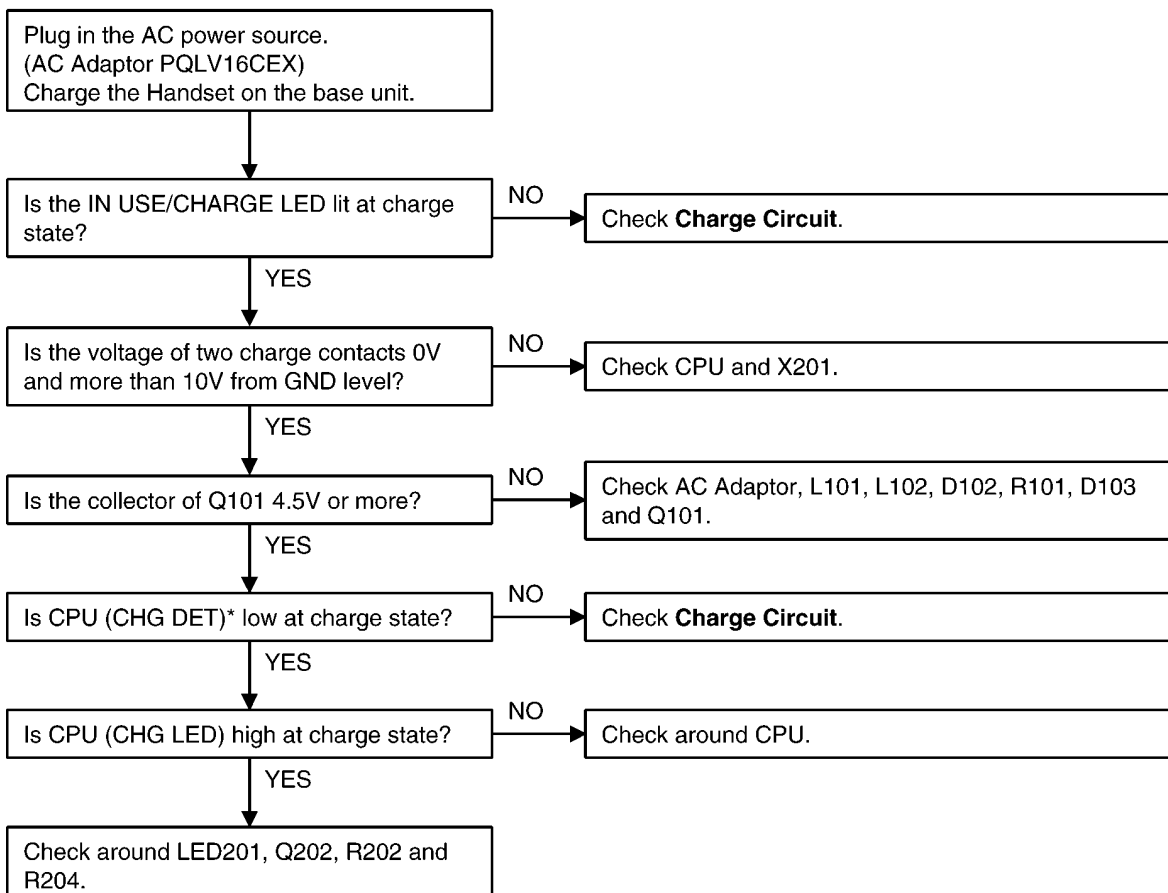 Plug in the AC power source.
(AC Adaptor PQLV16CEX)
Charge the Handset on the base unit.
Is the IN USE/CHARGE LED lit at charge
state?
NO
Check Charge Circuit.
YES
Is the voltage of two charge contacts 0V
and more than 10V from GND level?
NO
Check CPU and X201.
YES
Is the collector of Q101 4.5V or more?
NO
Check AC Adaptor, L101, L102, D102, R101, D103
and Q101.
YES
Is CPU (CHG DET)* low at charge state?
NO
Check Charge Circuit.
YES
Is CPU (CHG LED) high at charge state?
NO
Check around CPU.
YES
Check around LED201, Q202, R202 and
R204.